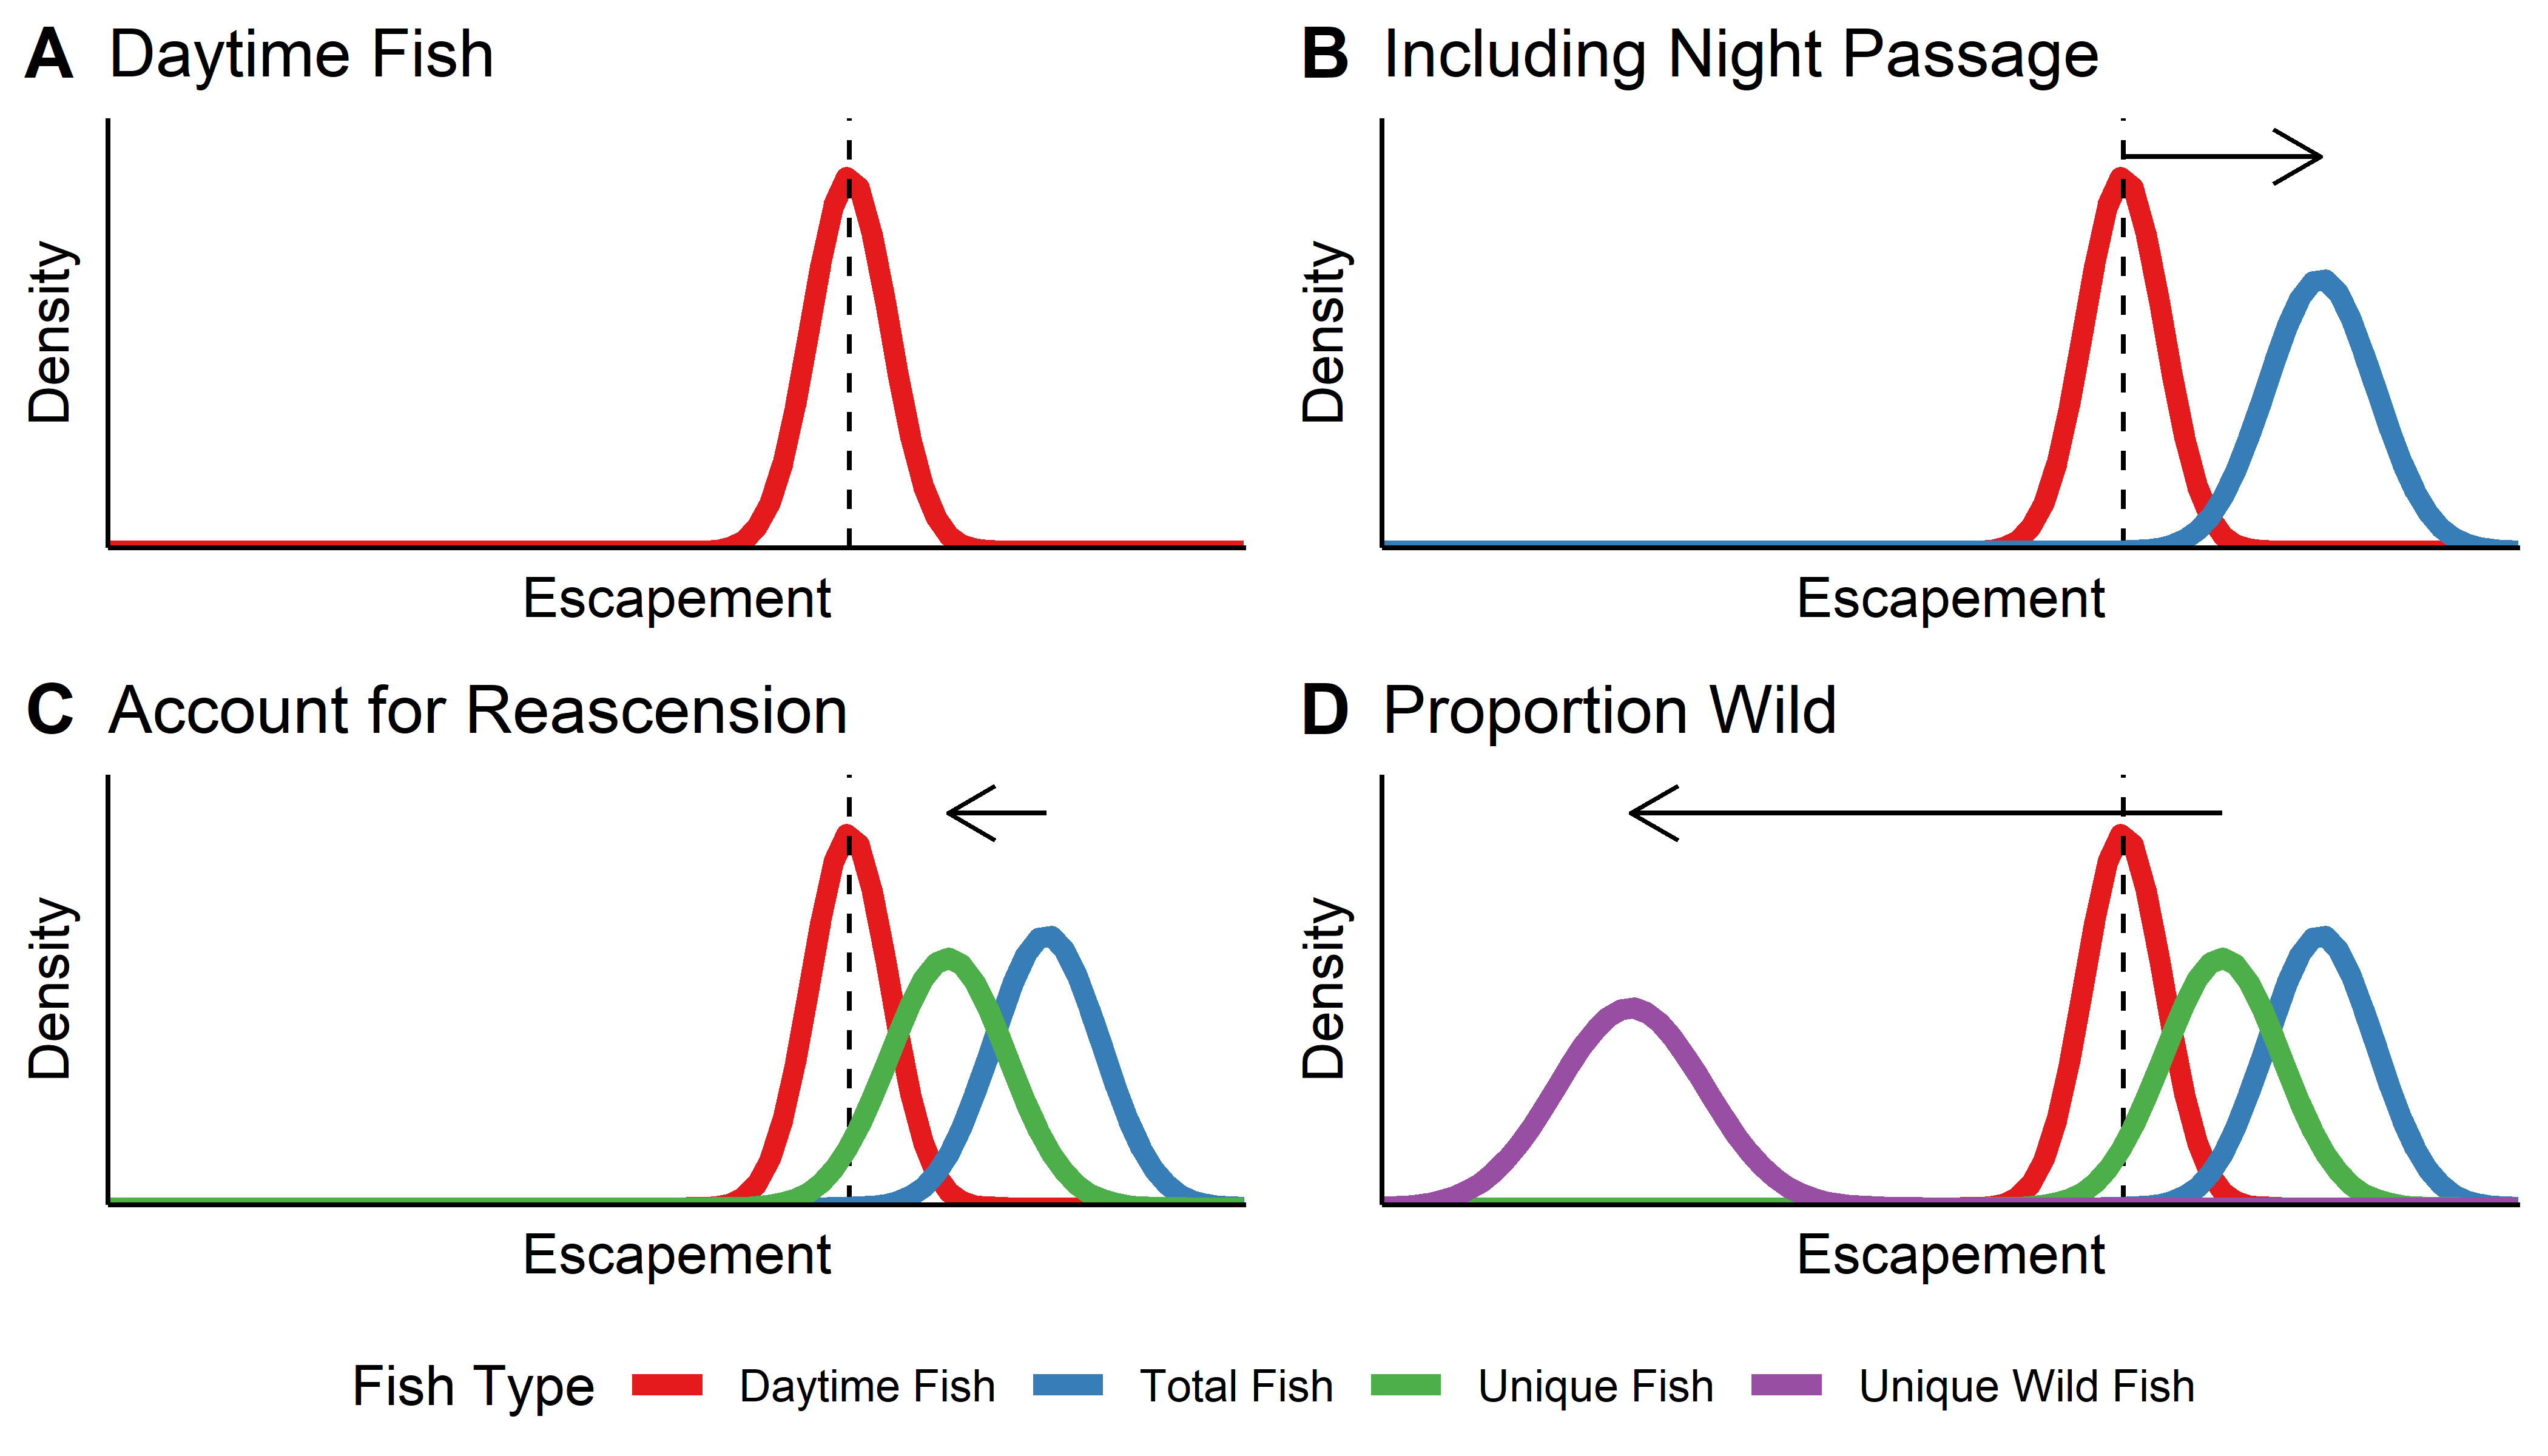 A Daytime Fish
Density
Escapement
B Including Night Passage
Density
Escapement
C Account for Reascension
Density
Escapement
D Proportion Wild
Density
Escapement
Fish Type Daytime Fish Total Fish Unique Fish Unique Wild Fish